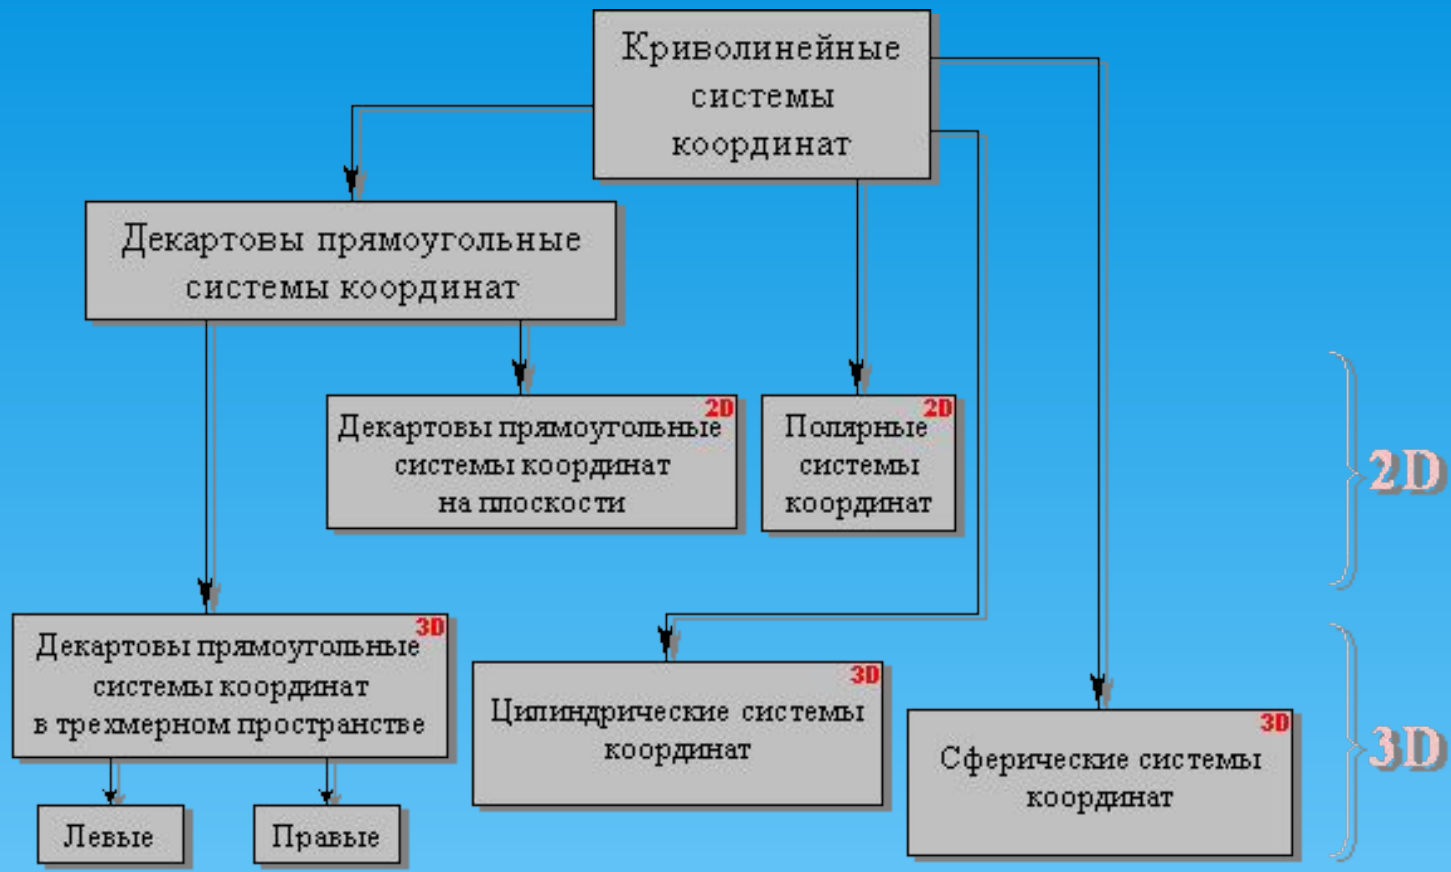 Криволинейные
системы
координат
Декартовы прямоугольные
системы координат
2D
Декартовы прямоугольные
системы координат
на плоскости
2D
Полярные
системы
координат
2D
3D
Декартовы прямоугольные
системы координат
в трехмерном пространстве
3D
Цилиндрические системы
координат
3D
Сферические системы
координат
3D
Левые
Правые